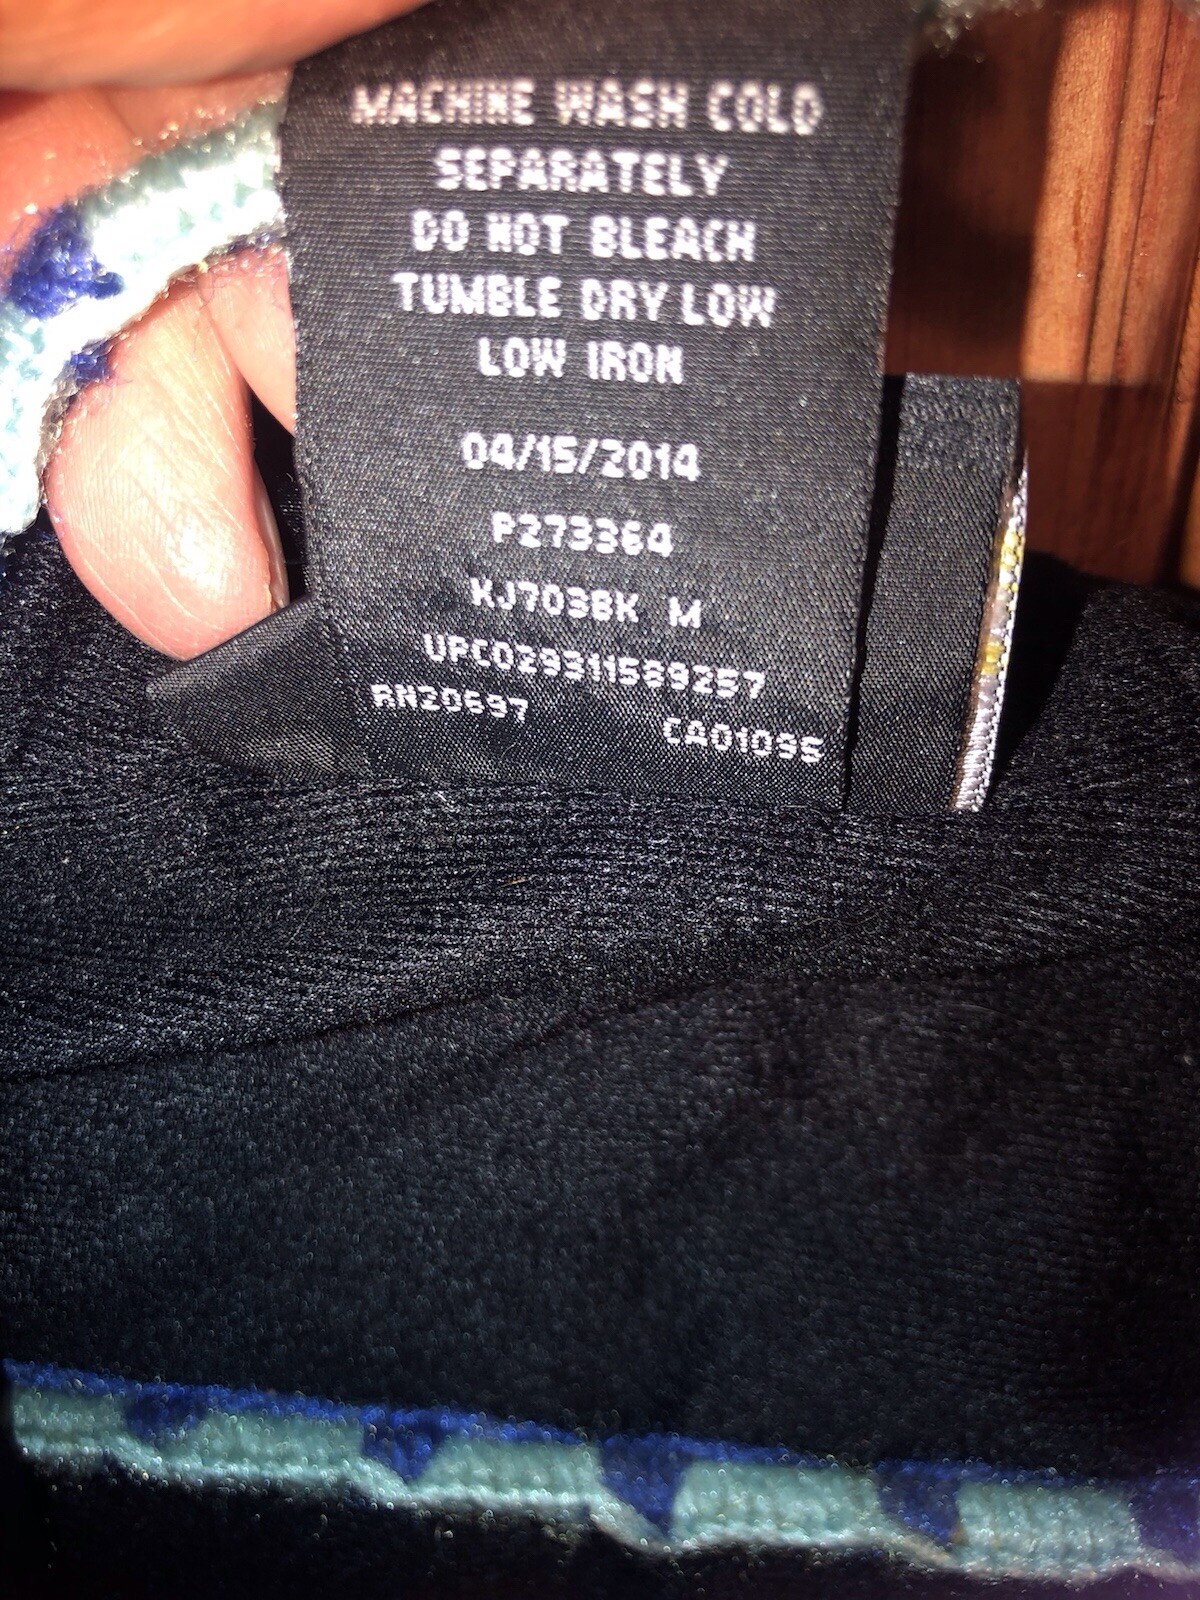 MACHINE WASH COLD
SEPARATELY
DO NOT BLEACH
TUMBLE DRY LOW
LOW IRON
04/15/2014
P273364
KJ7038K M
UPC029311589257
RN20697 CA01095